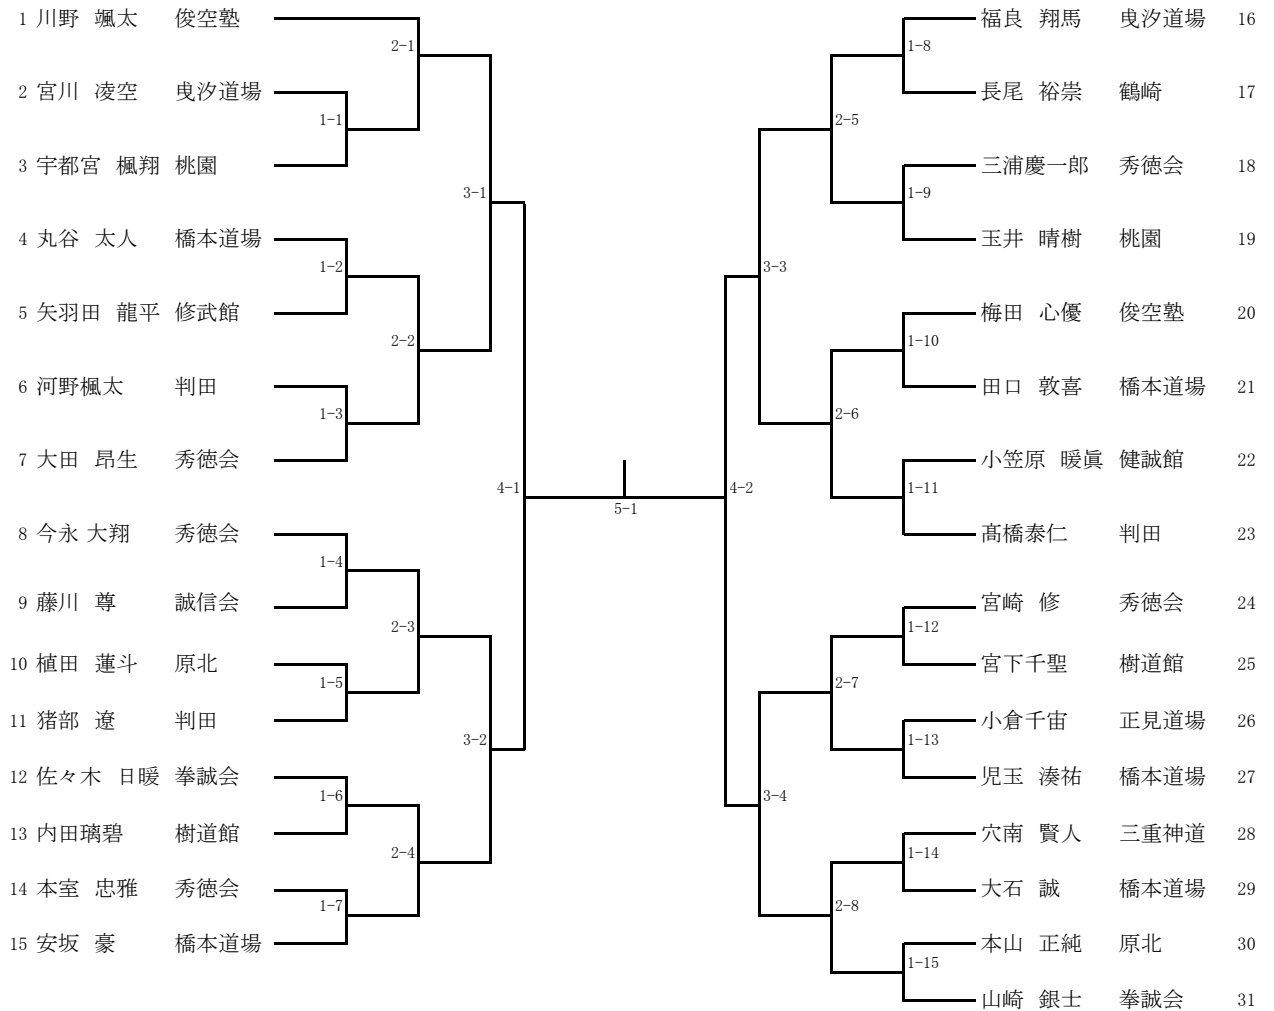 1 川野 颯太 俊空塾
2-1
2 宮川 凌空 曵汐道場
1-1
3 宇都宮 楓翔 桃園
3-1
4 丸谷 太人 橋本道場
1-2
5 矢羽田 龍平 修武館
2-2
6 河野楓太 判田
1-3
7 大田 昂生 秀徳会
4-1
8 今永 大翔 秀徳会
1-4
9 藤川 尊 誠信会
2-3
10 植田 蓮斗 原北
1-5
11 猪部 遼 判田
3-2
12 佐々木 日暖 拳誠会
1-6
13 内田璃碧 樹道館
2-4
14 本室 忠雅 秀徳会
1-7
15 安坂 豪 橋本道場
5-1
福良 翔馬 曵汐道場 16
1-8
長尾 裕崇 鶴崎 17
2-5
三浦慶一郎 秀徳会 18
1-9
玉井 晴樹 桃園 19
3-3
梅田 心優 俊空塾 20
1-10
田口 敦喜 橋本道場 21
2-6
小笠原 暖眞 健誠館 22
1-11
髙橋泰仁 判田 23
4-2
宮崎 修 秀徳会 24
1-12
宮下千聖 樹道館 25
2-7
小倉千宙 正見道場 26
1-13
児玉 湊祐 橋本道場 27
3-4
穴南 賢人 三重神道 28
1-14
大石 誠 橋本道場 29
2-8
本山 正純 原北 30
1-15
山崎 銀士 拳誠会 31